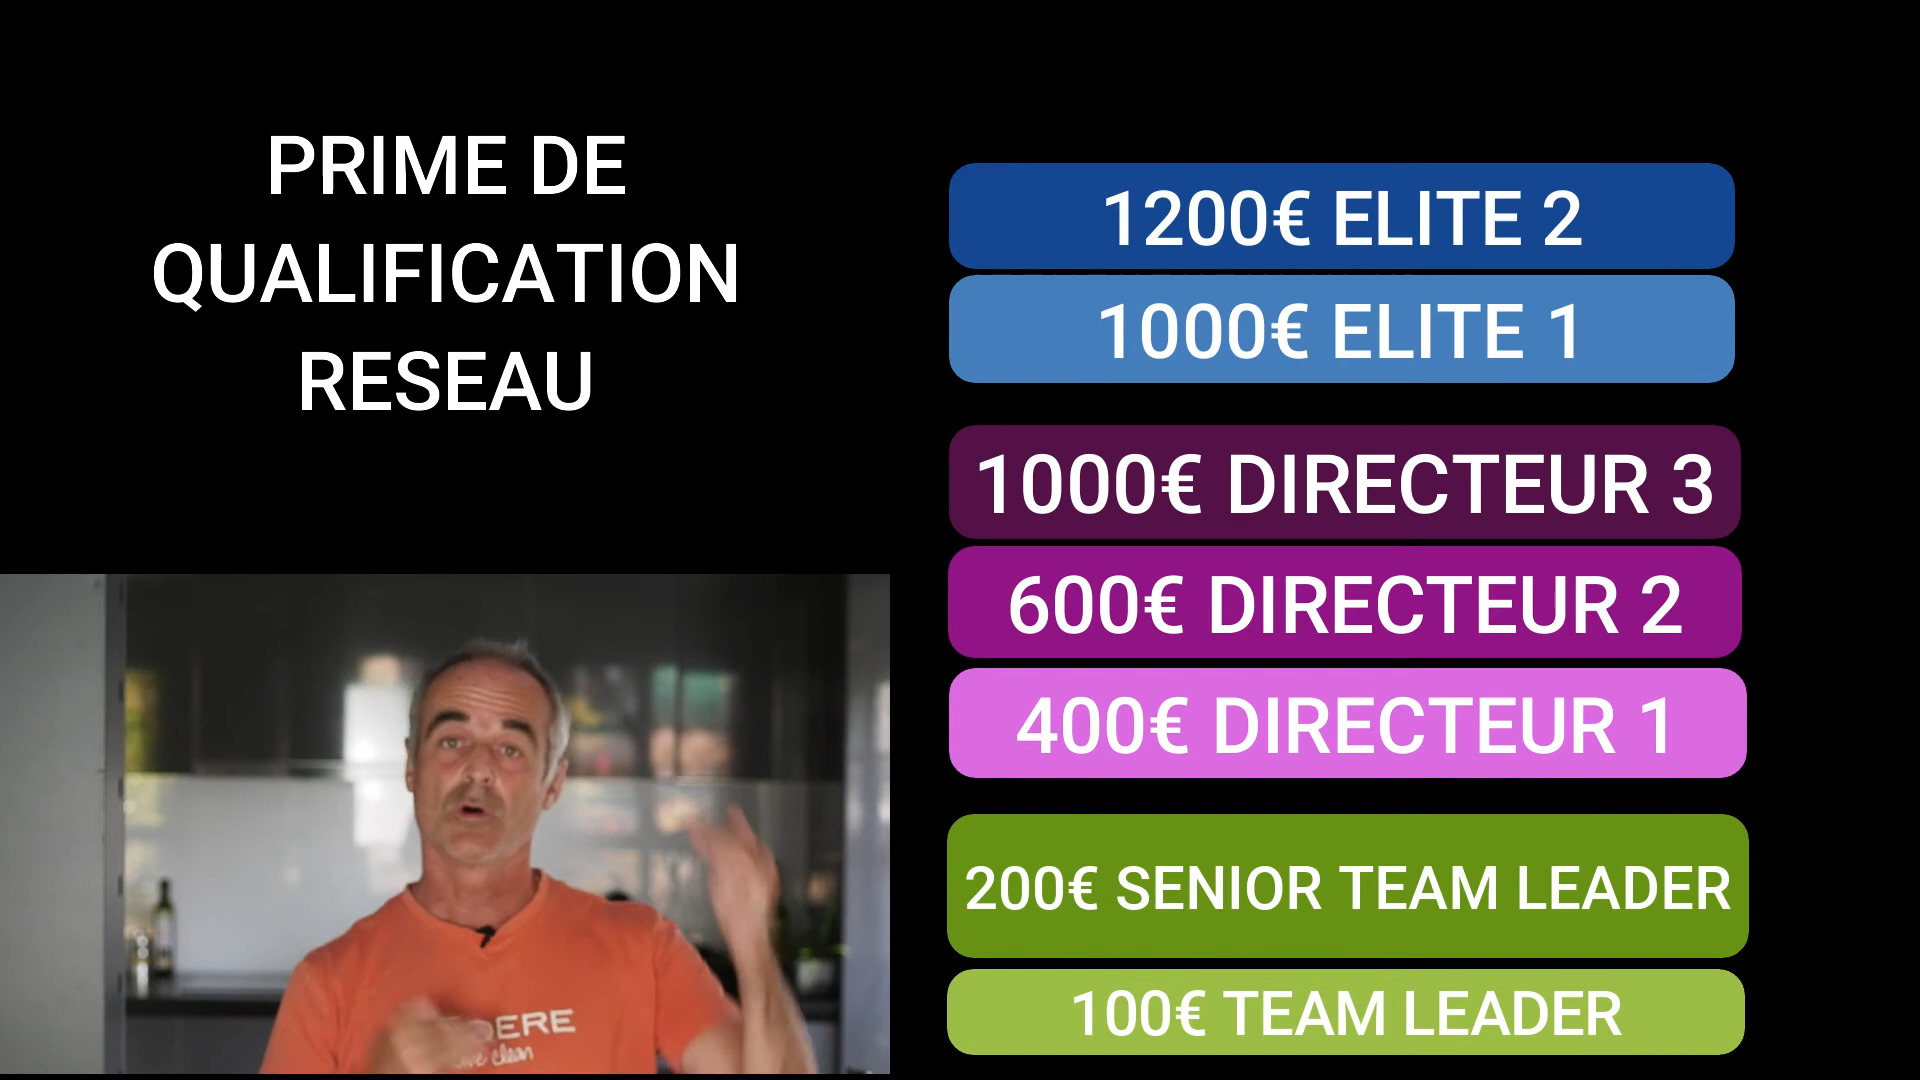 PRIME DE
QUALIFICATION
RESEAU
1200€ ELITE 2
1000€ ELITE 1
1000€ DIRECTEUR 3
600€ DIRECTEUR 2
400€ DIRECTEUR 1
200€ SENIOR TEAM LEADER
100€ TEAM LEADER
clean